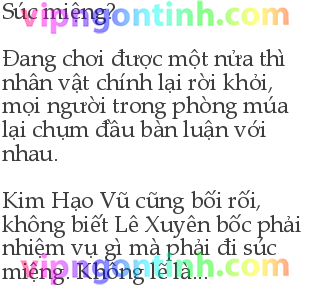 Súc miệng?
vipngontinh.com
Đang chơi được một nửa thì
nhân vật chính lại rời khỏi,
mọi người trong phòng múa
lại chụm đầu bàn luận với
nhau.
Kim Hạo Vũ cũng bối rối,
không biết Lê Xuyên bốc phải
nhiệm vụ gì mà phải đi súc
miệng. Không lẽ là...
vipngontinh.com